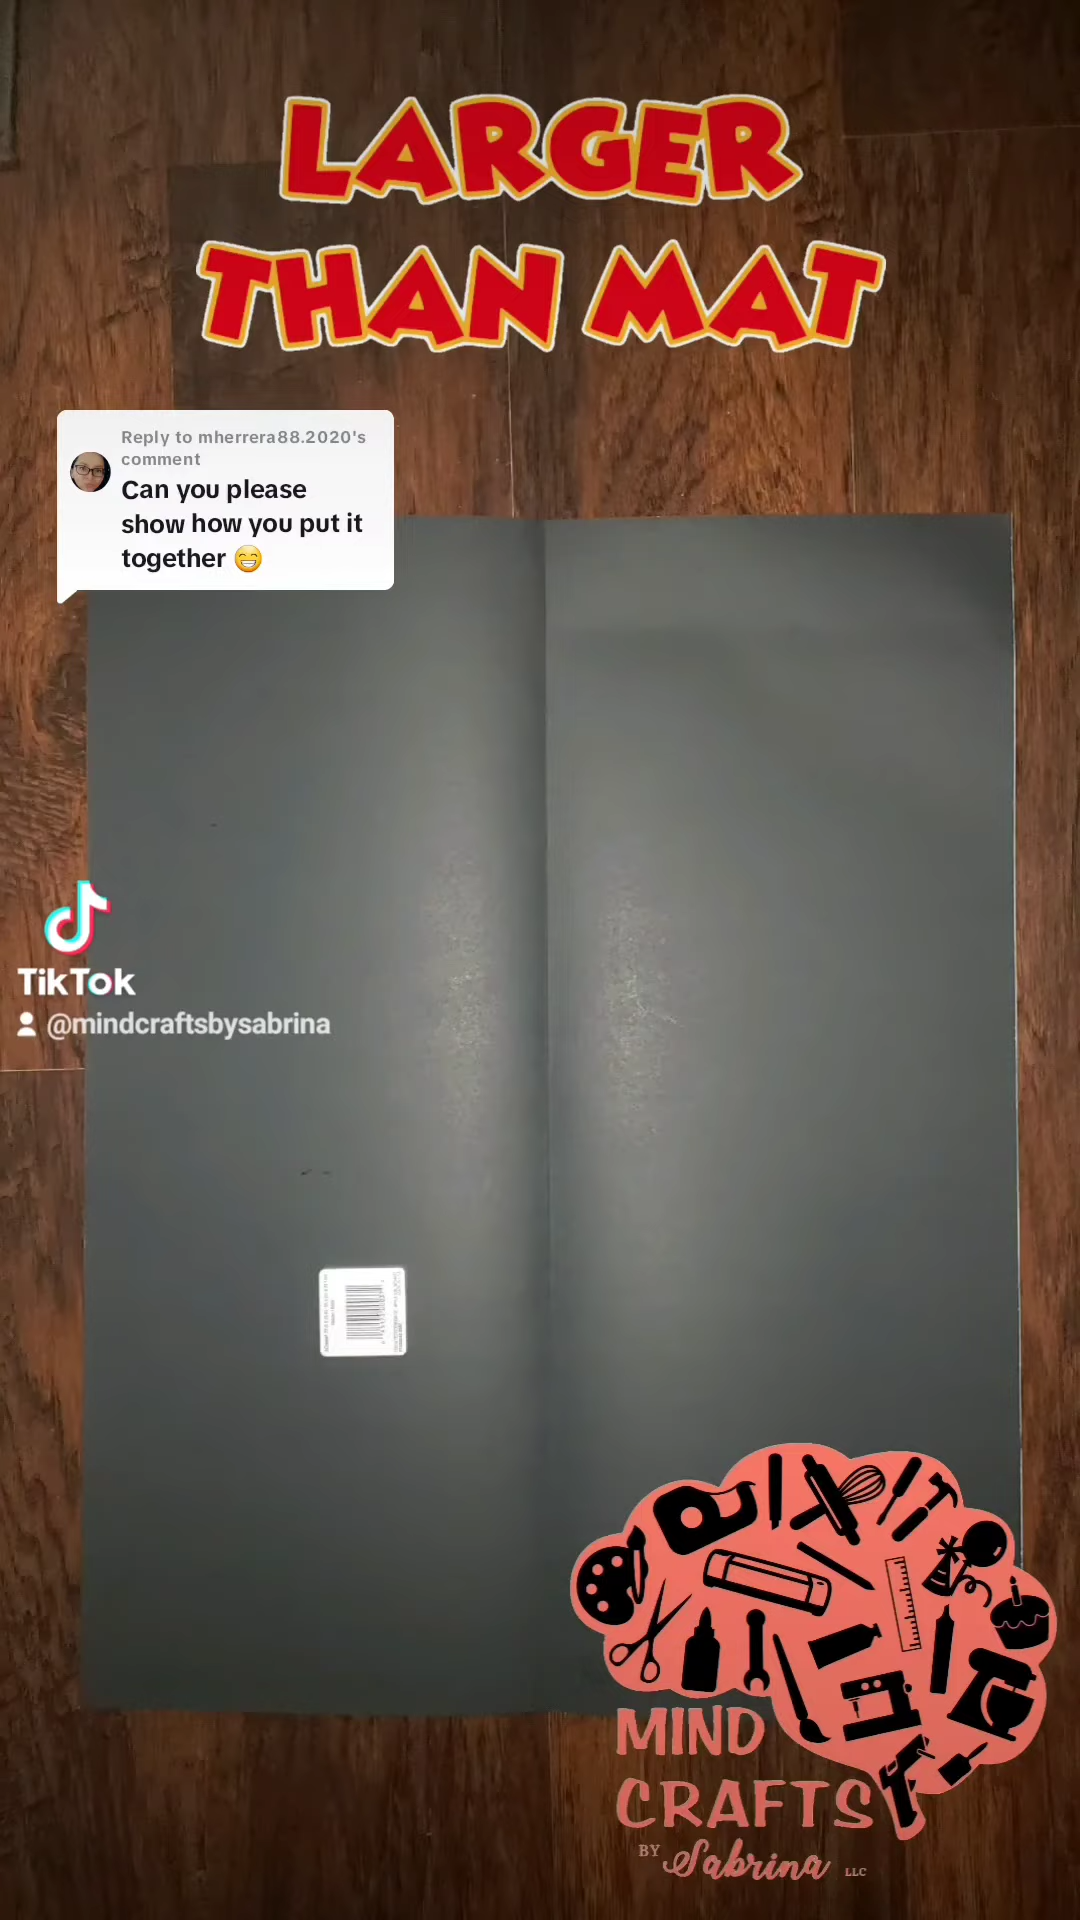 LARGER
THAN MAT
Reply to mherrera88.2020's
comment
Can you please
show how you put it
together 😁
TikTok
@mindcraftsbysabrina
MIND
CRAFTS
BY Sabrina LLC